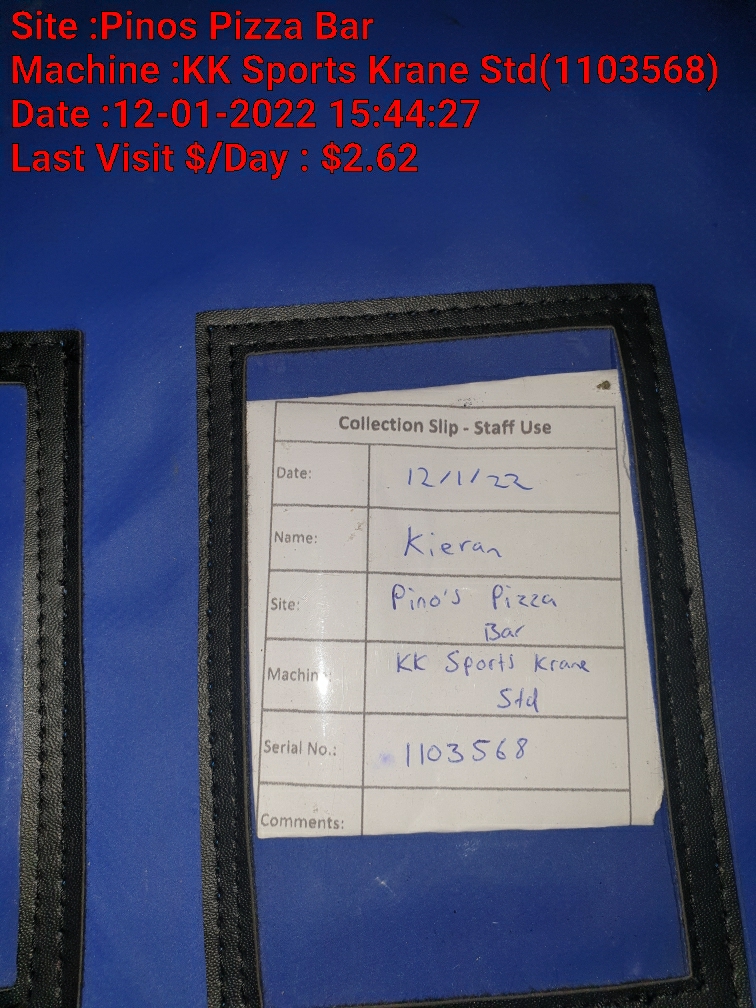 Site :Pinos Pizza Bar
Machine :KK Sports Krane Std(1103568)
Date :12-01-2022 15:44:27
Last Visit $/Day : $2.62
Collection Slip - Staff Use
Date: 12/1/22
Name: Kieran
Site: Pino's Pizza
Bar
Machine: KK Sports Krane
Std
Serial No.: 1103568
Comments: